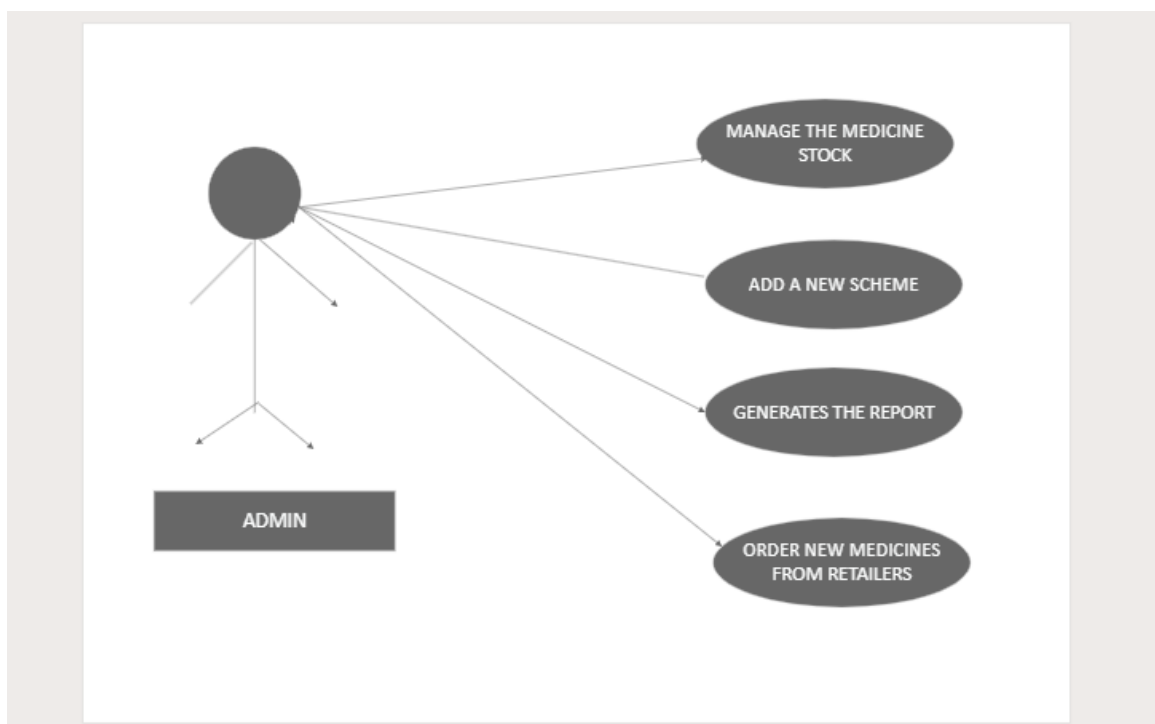 MANAGE THE MEDICINE
STOCK
ADD A NEW SCHEME
GENERATES THE REPORT
ADMIN
ORDER NEW MEDICINES
FROM RETAILERS